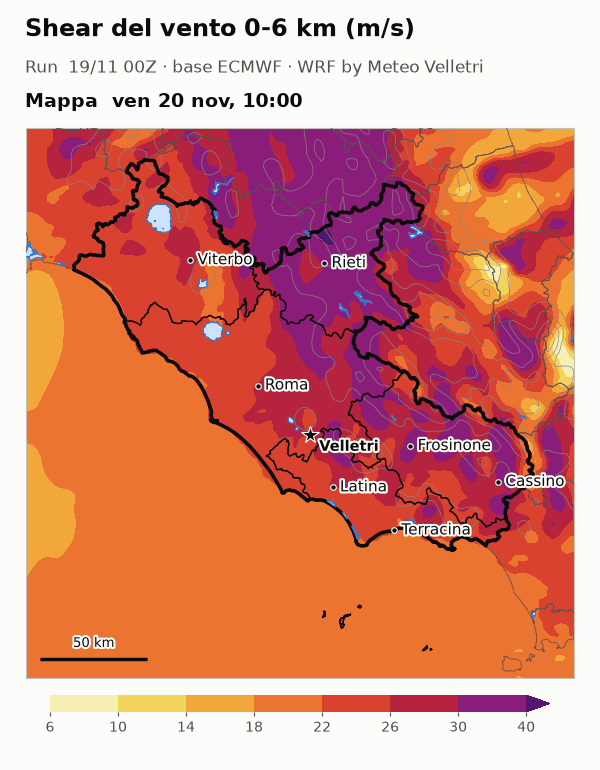 Shear del vento 0-6 km (m/s)
Run 19/11 00Z · base ECMWF · WRF by Meteo Velletri
Mappa ven 20 nov, 10:00
Viterbo
Rieti
Roma
Velletri
Frosinone
Cassino
Latina
Terracina
50 km
6 10 14 18 22 26 30 40